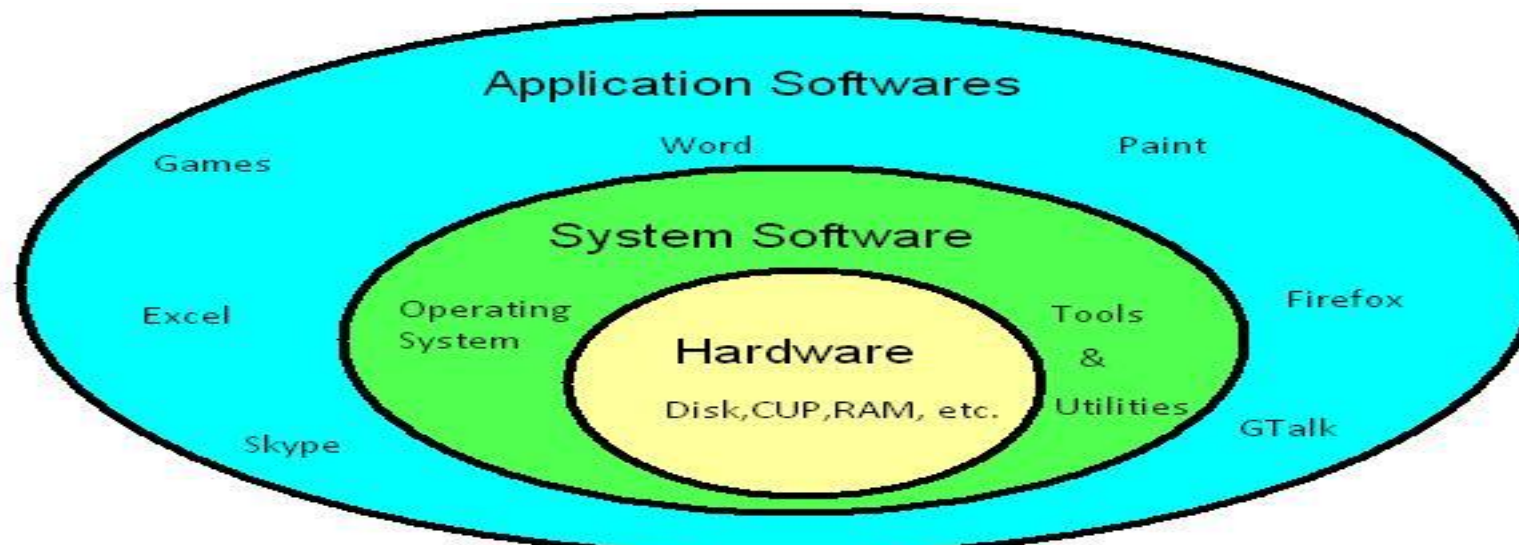 Application Softwares
Word
Paint
Games
System Software
Excel
Operating
System
Tools
&
Utilities
Firefox
Hardware
Disk,CUP,RAM, etc.
Skype
GTalk